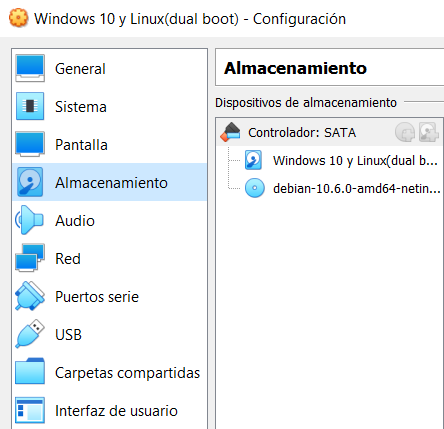 Windows 10 y Linux(dual boot) - Configuración
General
Sistema
Pantalla
Almacenamiento
Audio
Red
Puertos serie
USB
Carpetas compartidas
Interfaz de usuario
Almacenamiento
Dispositivos de almacenamiento
Controlador: SATA
Windows 10 y Linux(dual b...
debian-10.6.0-amd64-netin...